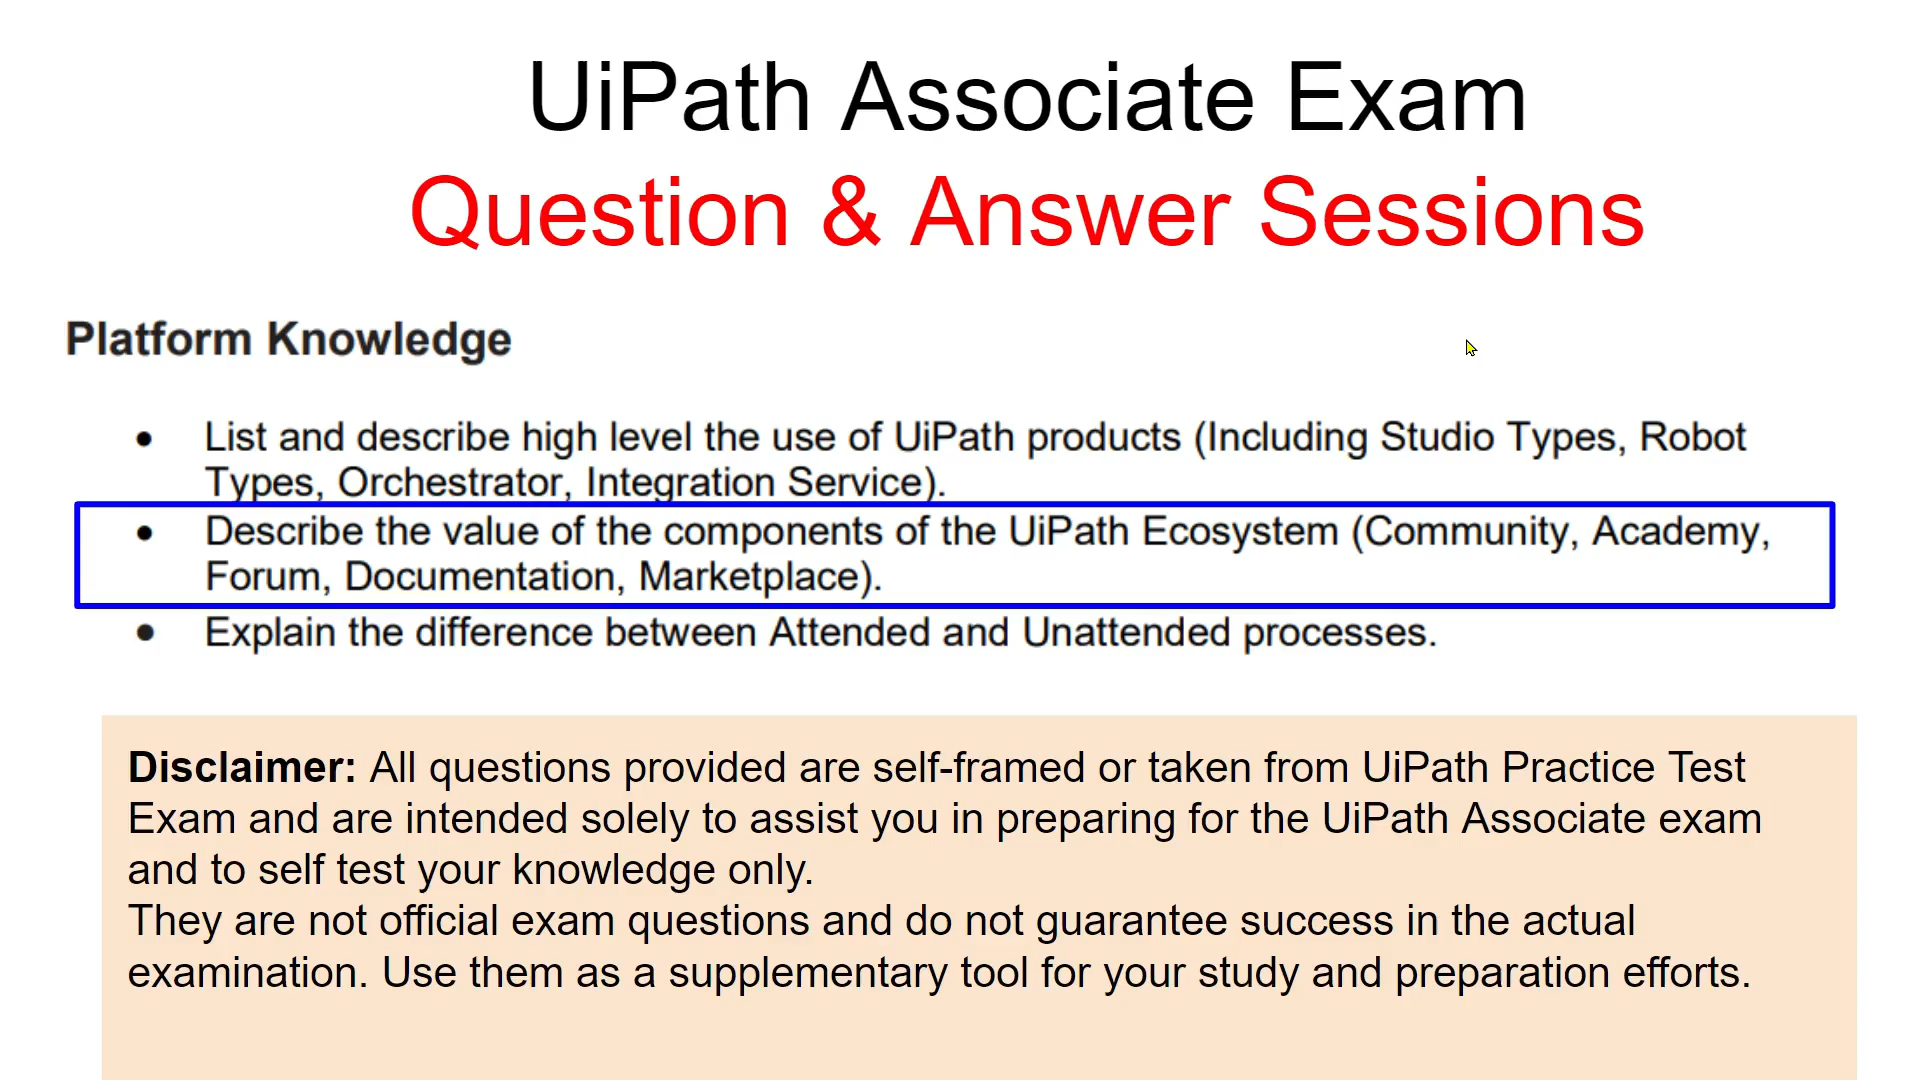 UiPath Associate Exam
Question & Answer Sessions
Platform Knowledge
● List and describe high level the use of UiPath products (Including Studio Types, Robot
Types, Orchestrator, Integration Service).
● Describe the value of the components of the UiPath Ecosystem (Community, Academy,
Forum, Documentation, Marketplace).
● Explain the difference between Attended and Unattended processes.
Disclaimer: All questions provided are self-framed or taken from UiPath Practice Test
Exam and are intended solely to assist you in preparing for the UiPath Associate exam
and to self test your knowledge only.
They are not official exam questions and do not guarantee success in the actual
examination. Use them as a supplementary tool for your study and preparation efforts.